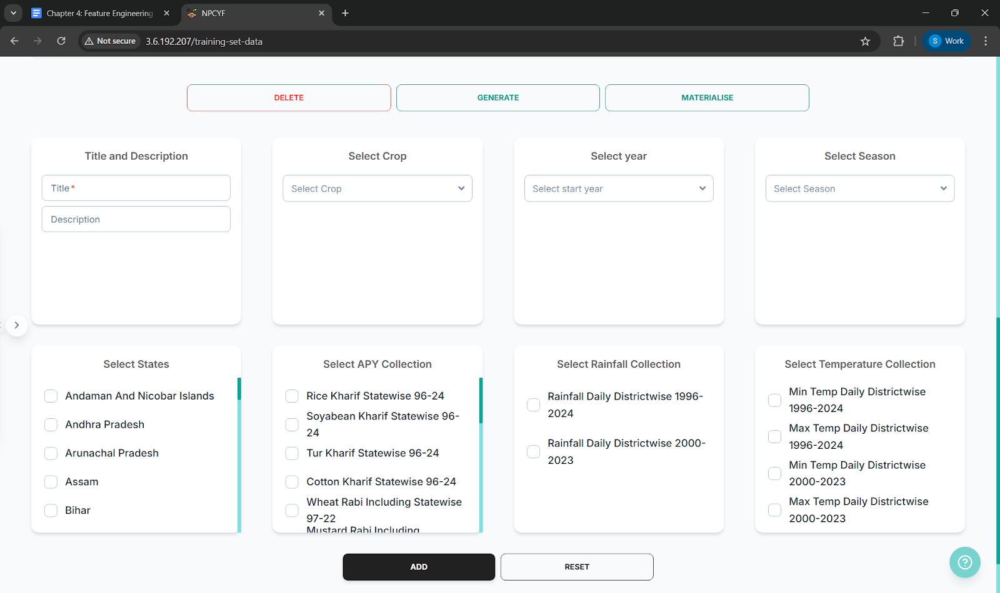 Chapter 4: Feature Engineering
NPCYF
Not secure
3.6.192.207/training-set-data
S
Work
DELETE
GENERATE
MATERIALISE
Title and Description
Title*
Description
Select Crop
Select Crop
Select year
Select start year
Select Season
Select Season
Select States
Andaman And Nicobar Islands
Andhra Pradesh
Arunachal Pradesh
Assam
Bihar
Select APY Collection
Rice Kharif Statewise 96-24
Soyabean Kharif Statewise 96-
24
Tur Kharif Statewise 96-24
Cotton Kharif Statewise 96-24
Wheat Rabi Including Statewise
97-22
Mustard Rabi Including
Select Rainfall Collection
Rainfall Daily Districtwise 1996-
2024
Rainfall Daily Districtwise 2000-
2023
Select Temperature Collection
Min Temp Daily Districtwise
1996-2024
Max Temp Daily Districtwise
1996-2024
Min Temp Daily Districtwise
2000-2023
Max Temp Daily Districtwise
2000-2023
ADD
RESET